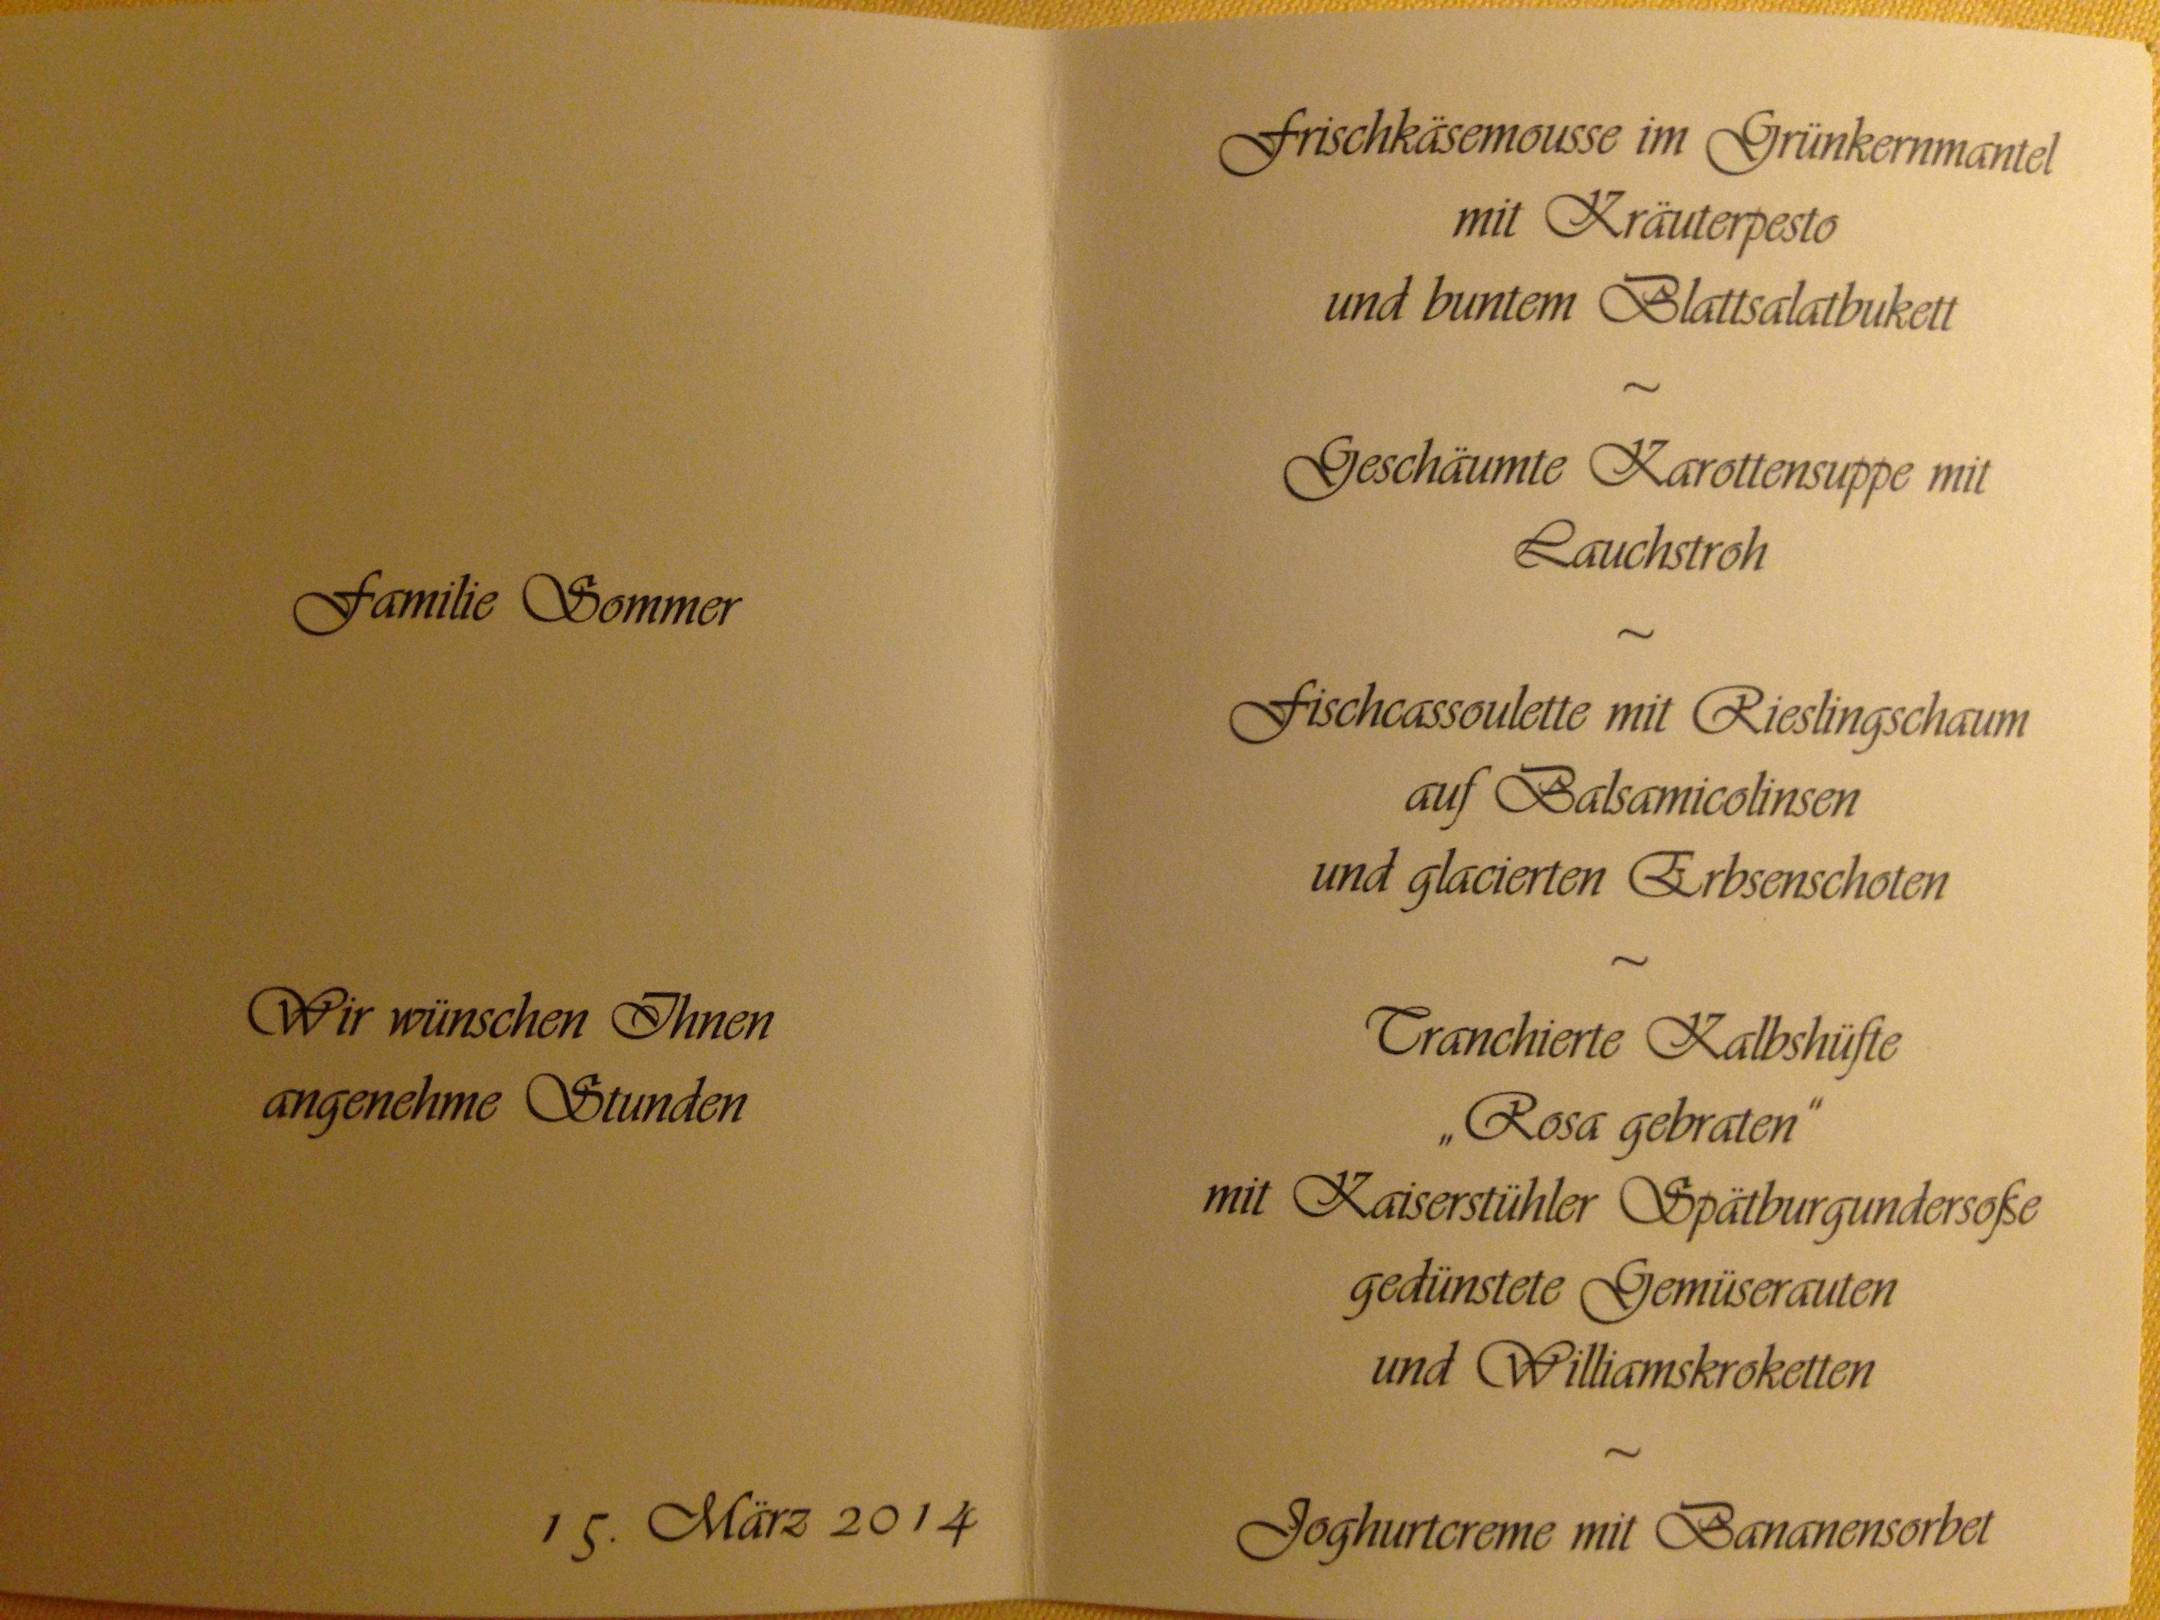 Familie Sommer
Wir wünschen Ihnen
angenehme Stunden
15. März 2014
Frischkäsemousse im Grünkernmantel
mit Kräuterpesto
und buntem Blattsalatbukett
~
Geschäumte Karottensuppe mit
Lauchstroh
~
Fischcassoulette mit Rieslingschaum
auf Balsamicolinsen
und glacierten Erbsenschoten
~
Tranchierte Kalbshüfte
„Rosa gebraten“
mit Kaiserstühler Spätburgundersoße
gedünstete Gemüserauten
und Williamskroketten
~
Joghurtcreme mit Bananensorbet